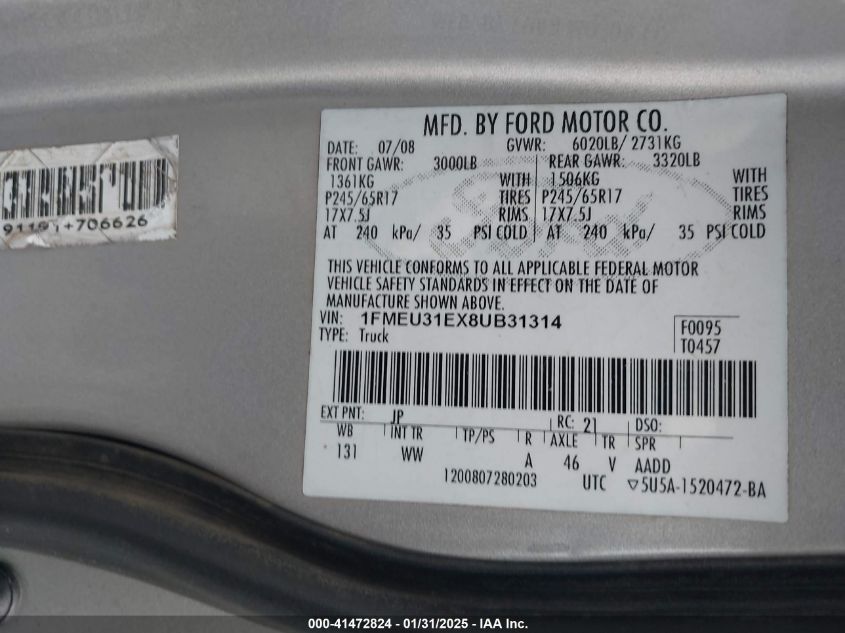 MFD. BY FORD MOTOR CO.
DATE: 07/08 GVWR: 6020LB/ 2731KG
FRONT GAWR: 3000LB REAR GAWR: 3320LB
1361KG WITH 1506KG WITH
P245/65R17 TIRES P245/65R17 TIRES
17X7.5J RIMS 17X7.5J RIMS
AT 240 kPa/ 35 PSI COLD AT 240 kPa/ 35 PSI COLD
THIS VEHICLE CONFORMS TO ALL APPLICABLE FEDERAL MOTOR
VEHICLE SAFETY STANDARDS IN EFFECT ON THE DATE OF
MANUFACTURE SHOWN ABOVE.
VIN: 1FMEU31EX8UB31314 F0095
TYPE: Truck T0457
EXT PNT: JP RC: 21 DSO:
WB INT TR TP/PS R AXLE TR SPR
131 WW A 46 V AADD
1200807280203 UTC ▽5U5A-1520472-BA
+706626
000-41472824 / 01/31/2025 - IAA Inc.